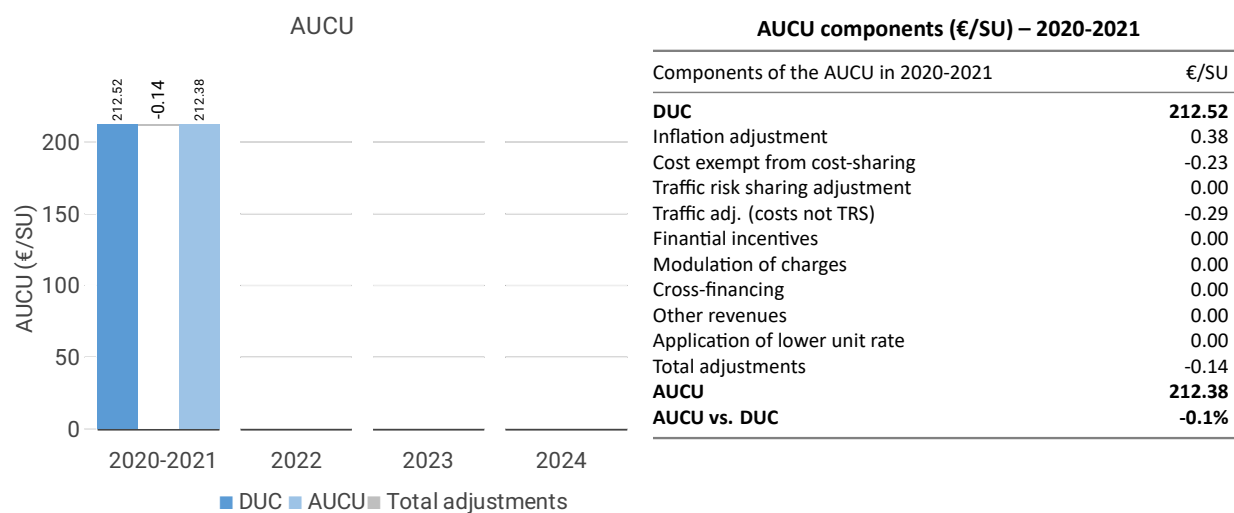 AUCU
212.52
-0.14
212.38
AUCU (€/SU)
200
150
100
50
0
2020-2021 2022 2023 2024
DUC AUCU Total adjustments
AUCU components (€/SU) – 2020-2021
Components of the AUCU in 2020-2021 €/SU
DUC 212.52
Inflation adjustment 0.38
Cost exempt from cost-sharing -0.23
Traffic risk sharing adjustment 0.00
Traffic adj. (costs not TRS) -0.29
Finantial incentives 0.00
Modulation of charges 0.00
Cross-financing 0.00
Other revenues 0.00
Application of lower unit rate 0.00
Total adjustments -0.14
AUCU 212.38
AUCU vs. DUC -0.1%